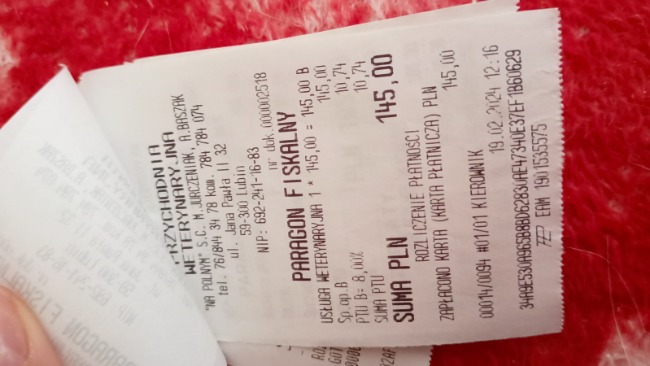 PRZYCHODNIA
WETERYNARYJNA
"NA POLNYM" S.C. M.JURCZENIAK, A.BASZAK
tel. 76/844 34 78 kom. 784 784 074
ul. Jana Pawła II 32
59-300 Lubin
NIP: 692-241-16-83
nr dok.000002518
PARAGON FISKALNY
USŁUGA WETERYNARYJNA 1 * 145,00 = 145,00 B
Sp.op.B 145,00
PTU B= 8,00% 10,74
SUMA PTU 10,74
SUMA PLN 145,00
ROZLICZENIE PŁATNOŚCI
ZAPŁACONO KARTA (KARTA PŁATNICZA) PLN 145,00
00014/0094 #01/01 KIEROWNIK 19.02.2024 12:16
EAM 1901535575
PARAGON FISKA